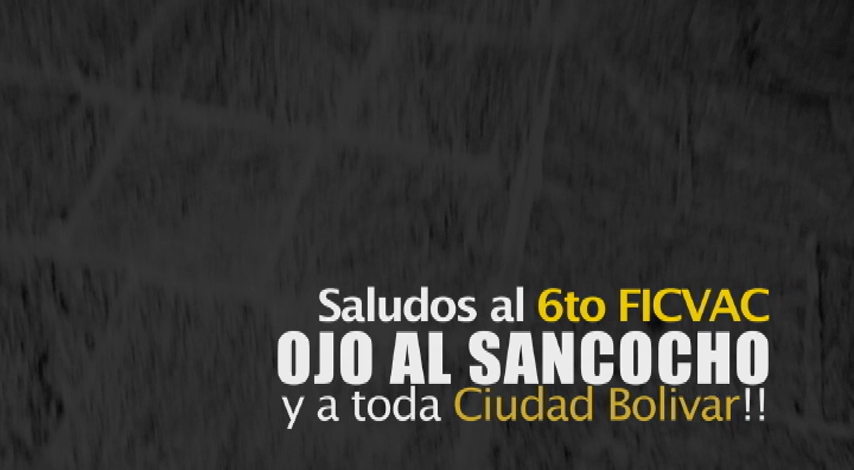 Saludos al 6to FICVAC
OJO AL SANCOCHO
y a toda Ciudad Bolivar!!